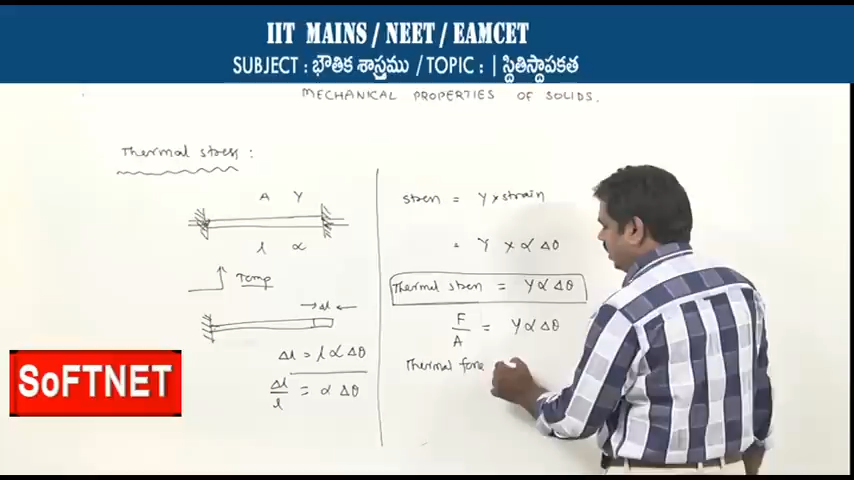 IIT MAINS / NEET / EAMCET
SUBJECT : భౌతిక శాస్త్రము / TOPIC : | స్దితిస్దాపకత
MECHANICAL PROPERTIES OF SOLIDS.
Thermal stress :
A Y
l α
Temp
Δl
Δl = l α Δθ
Δl/l = α Δθ
stress = Y x strain
= Y x α Δθ
Thermal stress = Y α Δθ
F/A = Y α Δθ
Thermal force
SoFTNET